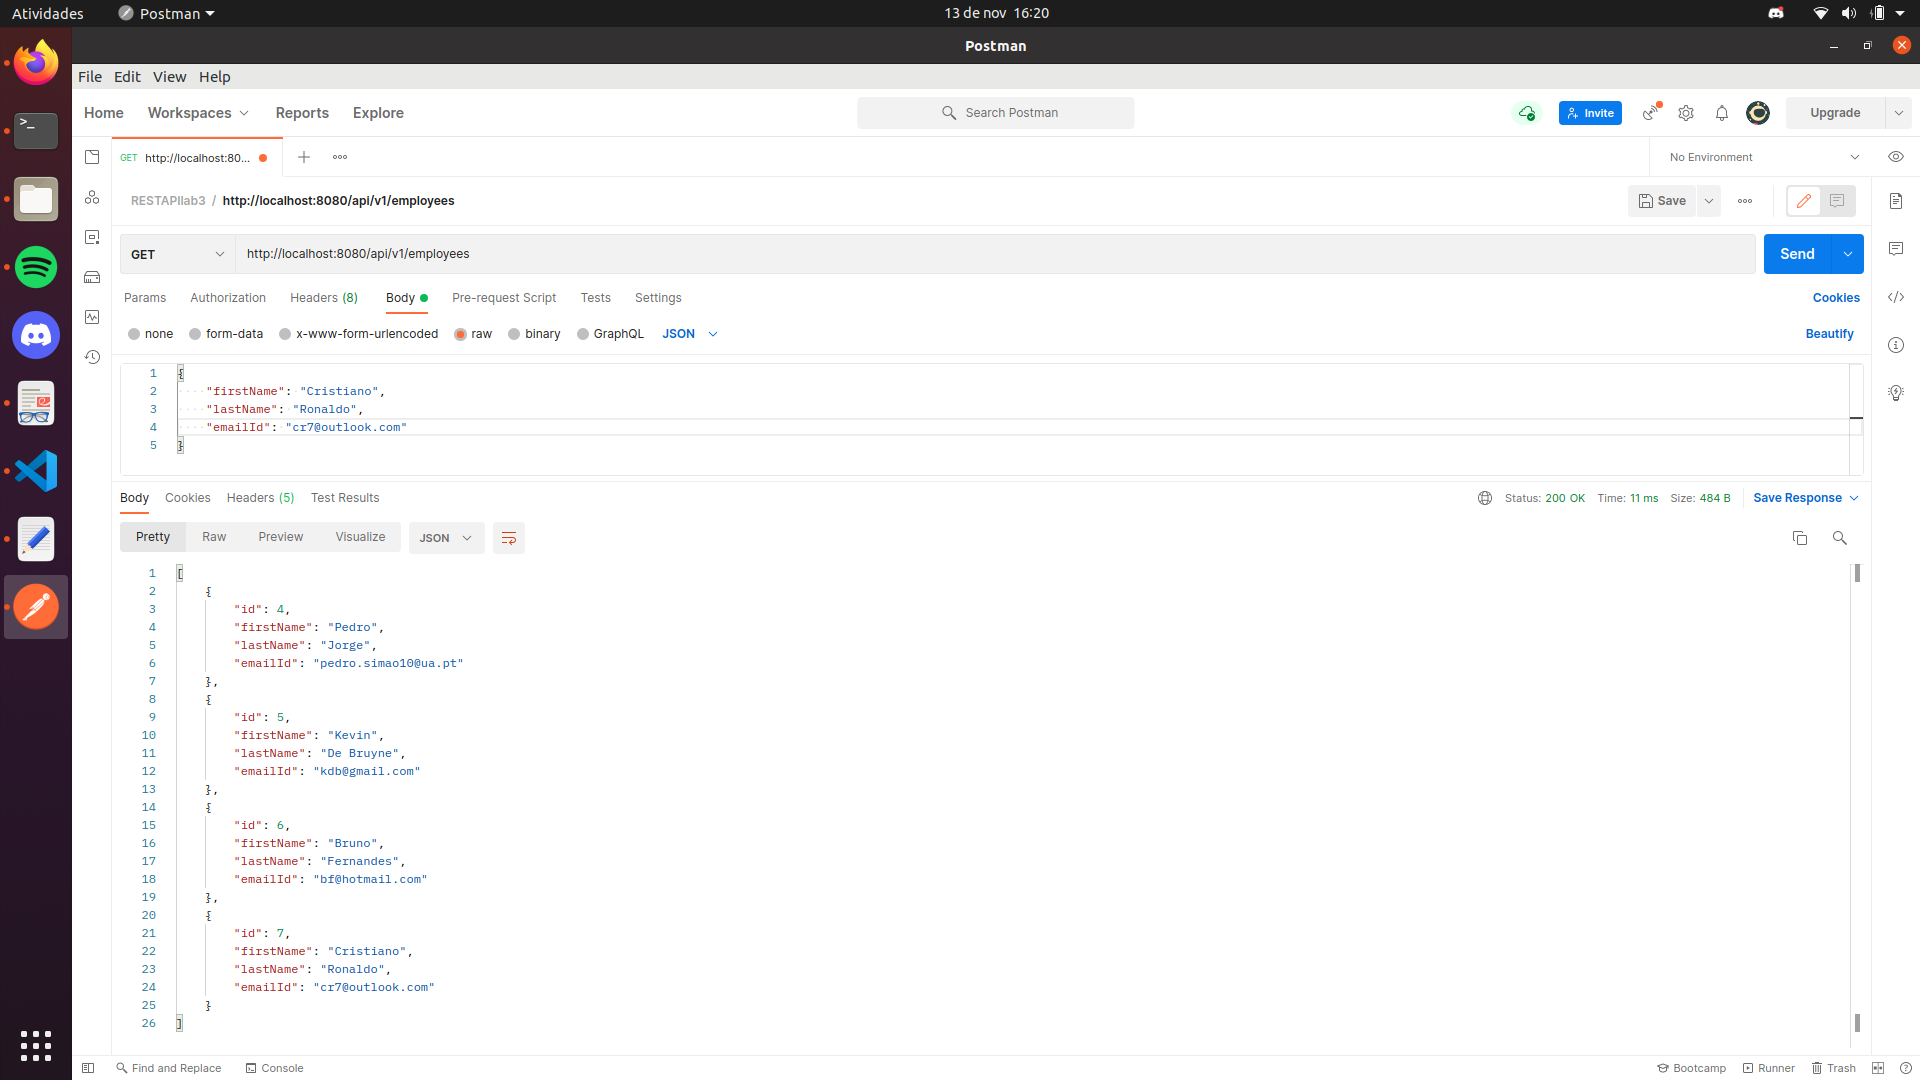 Atividades
Postman
13 de nov 16:20
Postman
File Edit View Help
Home Workspaces Reports Explore
Search Postman
Invite
Upgrade
GET http://localhost:80...
No Environment
RESTAPIlab3 / http://localhost:8080/api/v1/employees
Save
GET http://localhost:8080/api/v1/employees
Send
Params Authorization Headers (8) Body Pre-request Script Tests Settings
Cookies
none form-data x-www-form-urlencoded raw binary GraphQL JSON
Beautify
1 {
2 "firstName": "Cristiano",
3 "lastName": "Ronaldo",
4 "emailId": "cr7@outlook.com"
5 }
Body Cookies Headers (5) Test Results
Status: 200 OK Time: 11 ms Size: 484 B Save Response
Pretty Raw Preview Visualize JSON
1 [
2 {
3 "id": 4,
4 "firstName": "Pedro",
5 "lastName": "Jorge",
6 "emailId": "pedro.simao10@ua.pt"
7 },
8 {
9 "id": 5,
10 "firstName": "Kevin",
11 "lastName": "De Bruyne",
12 "emailId": "kdb@gmail.com"
13 },
14 {
15 "id": 6,
16 "firstName": "Bruno",
17 "lastName": "Fernandes",
18 "emailId": "bf@hotmail.com"
19 },
20 {
21 "id": 7,
22 "firstName": "Cristiano",
23 "lastName": "Ronaldo",
24 "emailId": "cr7@outlook.com"
25 }
26 ]
Find and Replace Console
Bootcamp Runner Trash